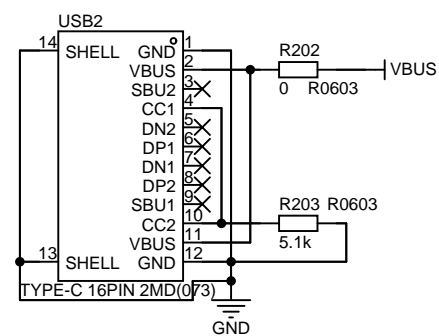 USB2
14 SHELL GND 1
VBUS 2
SBU2 3
CC1 4
DN2 5
DP1 6
DN1 7
DP2 8
SBU1 9
CC2 10
VBUS 11
13 SHELL GND 12
TYPE-C 16PIN 2MD(073)
R202
0 R0603
VBUS
R203 R0603
5.1k
GND